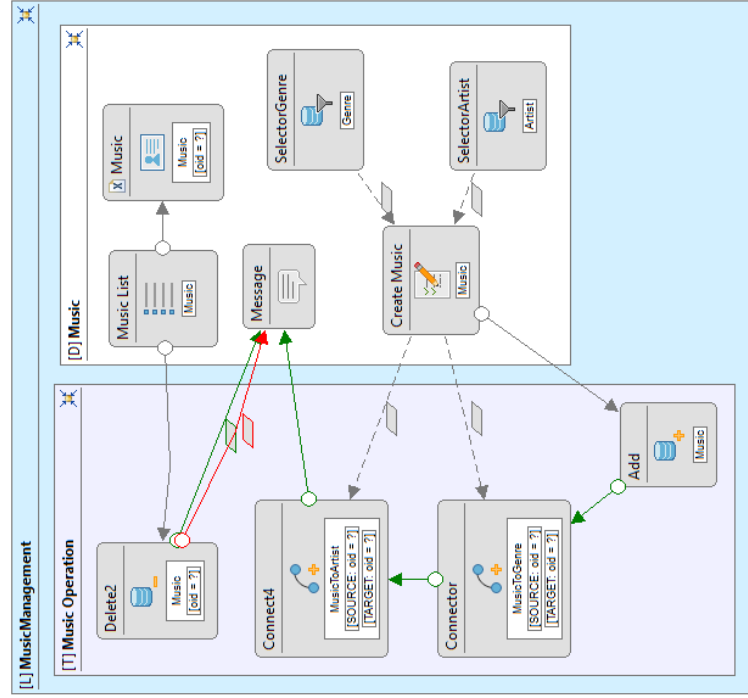 [L] MusicManagement
[T] Music Operation
Delete2
Music
[oid = ?]
Connect4
MusicToArtist
[[SOURCE: oid = ?]]
[TARGET: oid = ?]]
Connector
MusicToGenre
[[SOURCE: oid = ?]]
[TARGET: oid = ?]]
Add
Music
[D] Music
Music List
Music
X Music
Music
[oid = ?]
Message
Create Music
Music
SelectorGenre
Genre
SelectorArtist
Artist